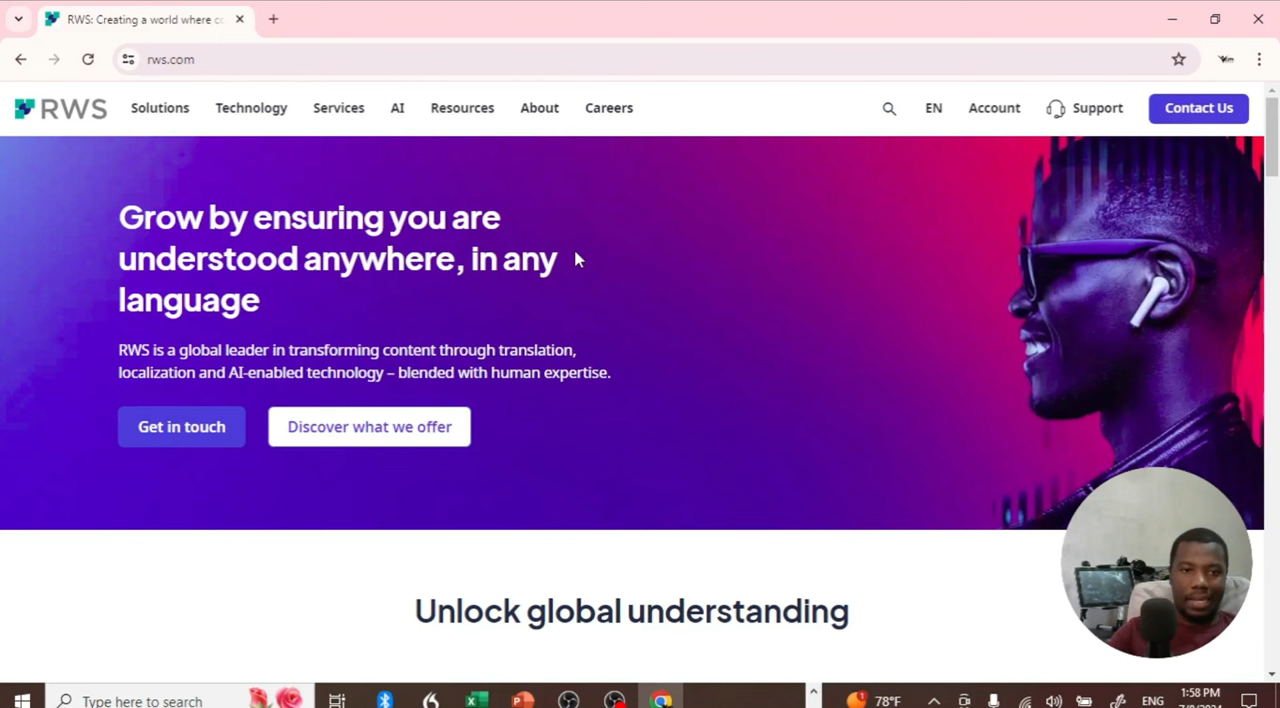 RWS: Creating a world where c
rws.com
RWS
Solutions
Technology
Services
AI
Resources
About
Careers
EN
Account
Support
Contact Us
Grow by ensuring you are
understood anywhere, in any
language
RWS is a global leader in transforming content through translation,
localization and AI-enabled technology – blended with human expertise.
Get in touch
Discover what we offer
Unlock global understanding
Type here to search
1
78°F
ENG
1:58 PM